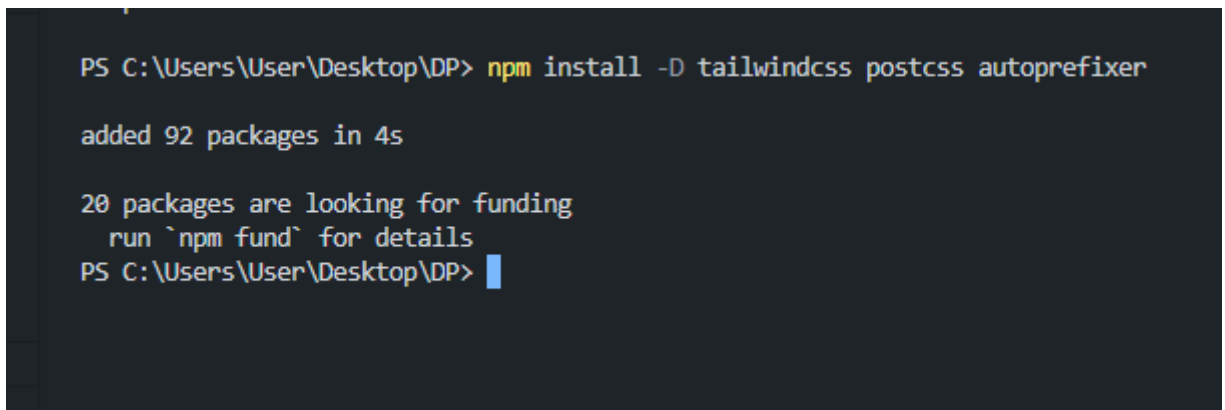 PS C:\Users\User\Desktop\DP> npm install -D tailwindcss postcss autoprefixer
added 92 packages in 4s
20 packages are looking for funding
run `npm fund` for details
PS C:\Users\User\Desktop\DP>